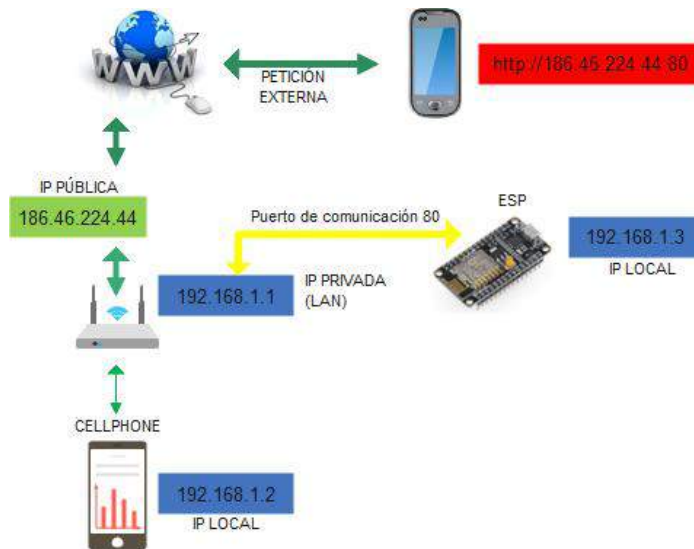 WWW
PETICIÓN
EXTERNA
http://186.46.224.44:80
IP PÚBLICA
186.46.224.44
Puerto de comunicación 80
ESP
192.168.1.3
IP LOCAL
192.168.1.1
IP PRIVADA
(LAN)
CELLPHONE
192.168.1.2
IP LOCAL